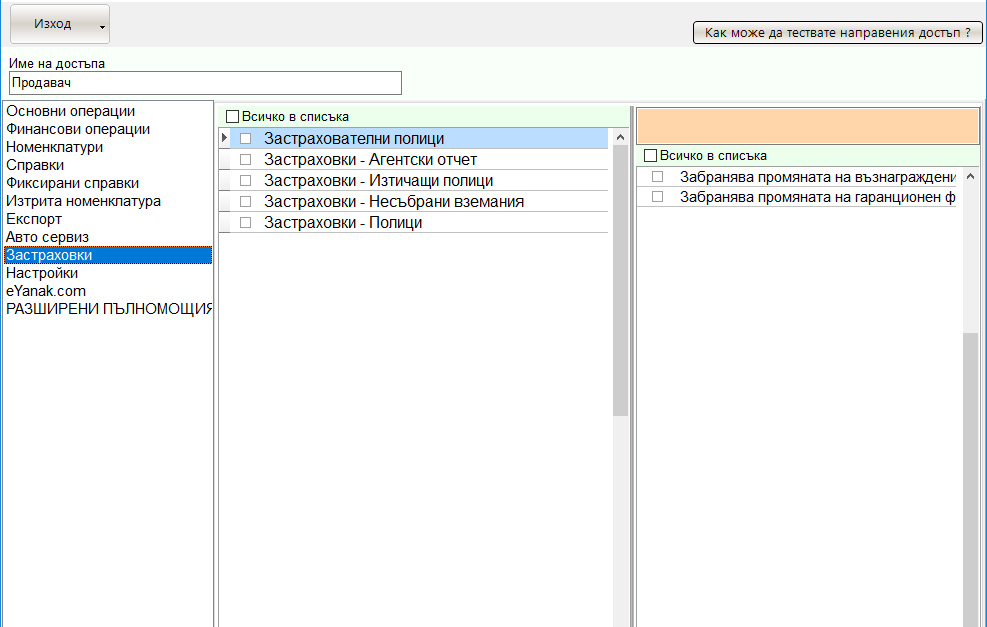 Изход
Как може да тествате направения достъп ?
Име на достъпа
Продавач
Основни операции
Финансови операции
Номенклатури
Справки
Фиксирани справки
Изтрита номенклатура
Експорт
Авто сервиз
Застраховки
Настройки
eYanak.com
РАЗШИРЕНИ ПЪЛНОМОЩИЯ
Всичко в списъка
Застрахователни полици
Застраховки - Агентски отчет
Застраховки - Изтичащи полици
Застраховки - Несъбрани вземания
Застраховки - Полици
Всичко в списъка
Забранява промяната на възнаграждени
Забранява промяната на гаранционен ф